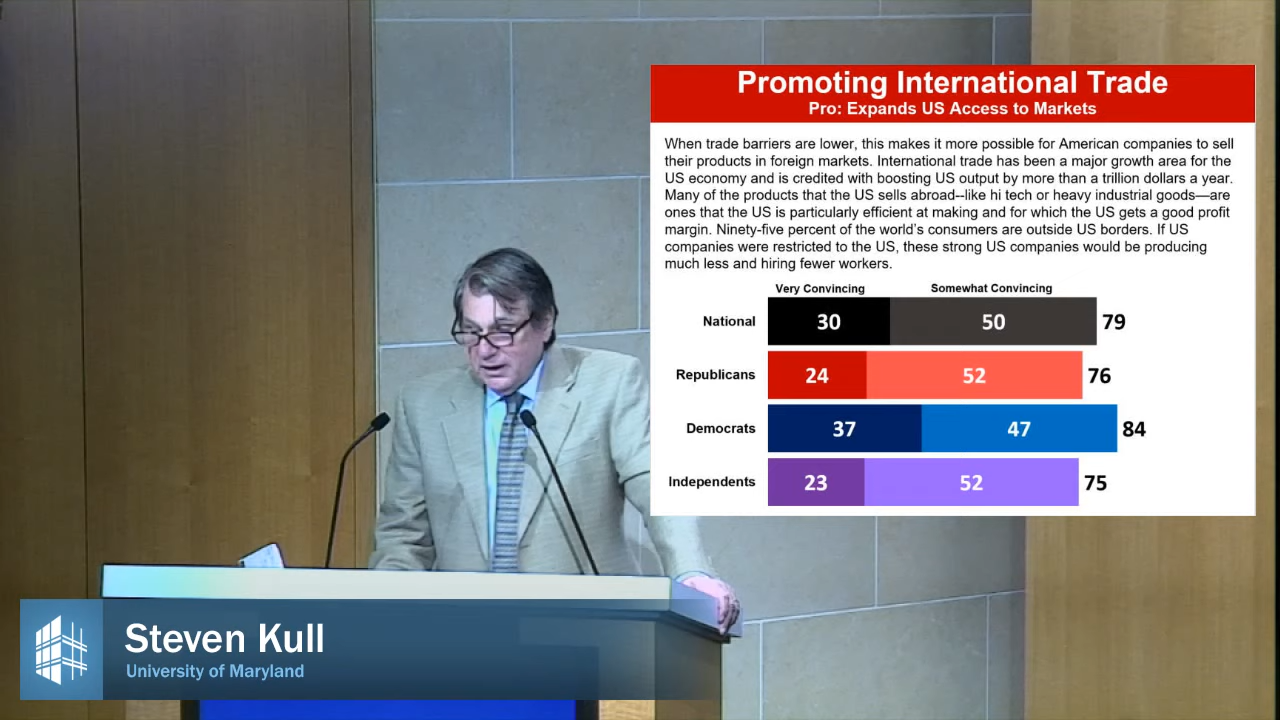 Promoting International Trade
Pro: Expands US Access to Markets
When trade barriers are lower, this makes it more possible for American companies to sell
their products in foreign markets. International trade has been a major growth area for the
US economy and is credited with boosting US output by more than a trillion dollars a year.
Many of the products that the US sells abroad--like hi tech or heavy industrial goods—are
ones that the US is particularly efficient at making and for which the US gets a good profit
margin. Ninety-five percent of the world’s consumers are outside US borders. If US
companies were restricted to the US, these strong US companies would be producing
much less and hiring fewer workers.
Very Convincing Somewhat Convincing
National 30 50 79
Republicans 24 52 76
Democrats 37 47 84
Independents 23 52 75
Steven Kull
University of Maryland